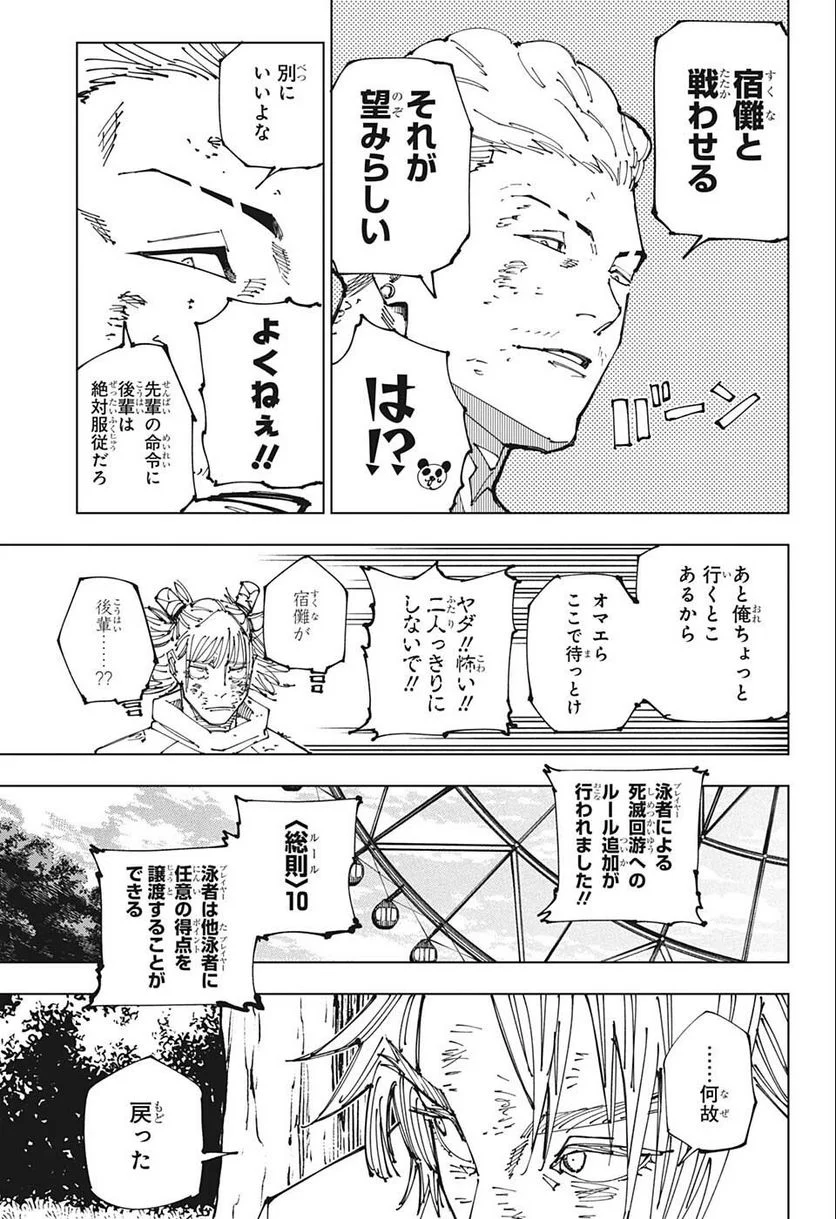 宿儺と
戦わせる
それが
望みらしい
は!?
バーン
別に
いいよな
よくねぇ!!
先輩の命令に
後輩は
絶対服従だろ
あと俺ちょっと
行くとこ
あるから
オマエら
ここで待っとけ
ヤダ!!怖い!!
二人っきりに
しないで!!
宿儺が
後輩……??
泳者による
死滅回游への
ルール追加が
行われました!!
〈総則〉10
泳者は他泳者に
任意の得点を
譲渡することが
できる
……何故
戻った